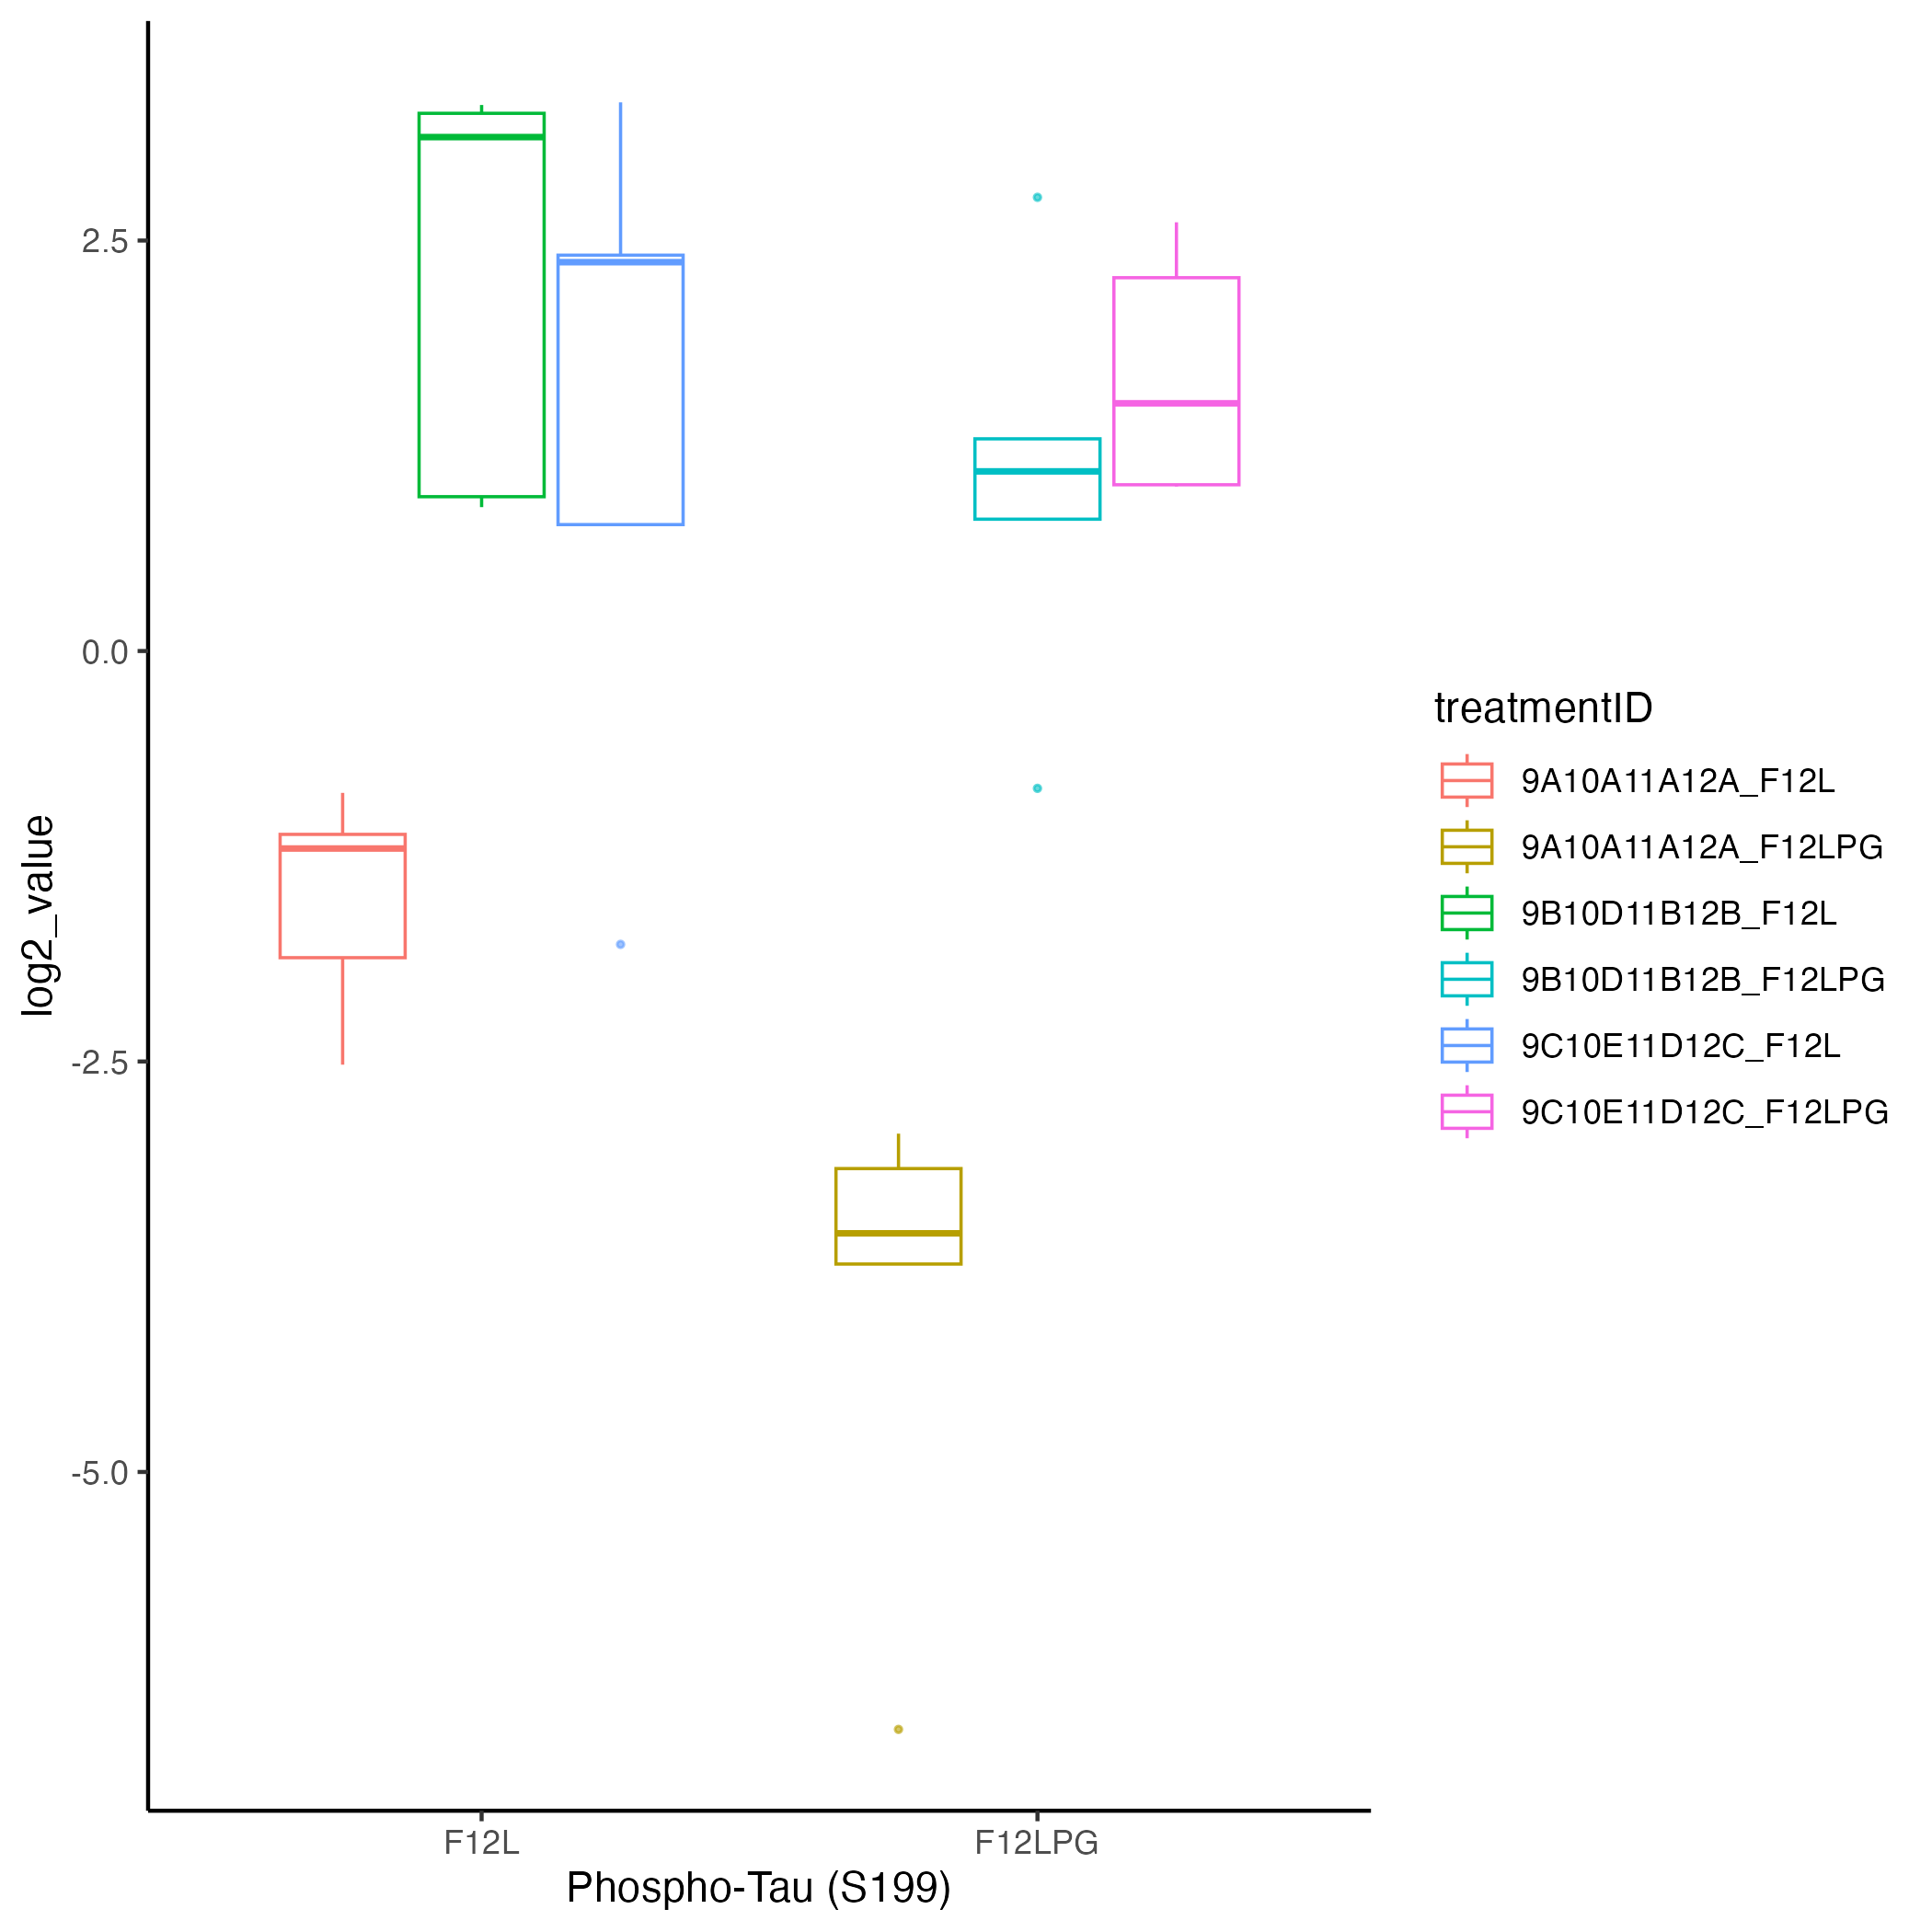 2.5
0.0
-2.5
-5.0
log2_value
F12L
F12LPG
Phospho-Tau (S199)
treatmentID
9A10A11A12A_F12L
9A10A11A12A_F12LPG
9B10D11B12B_F12L
9B10D11B12B_F12LPG
9C10E11D12C_F12L
9C10E11D12C_F12LPG